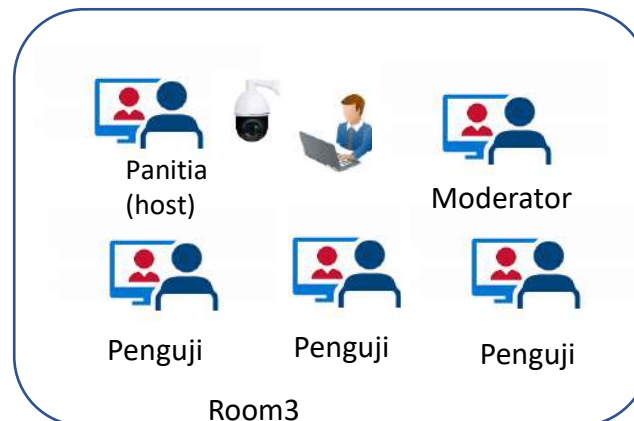 Panitia
(host)
Moderator
Penguji
Penguji
Penguji
Room3